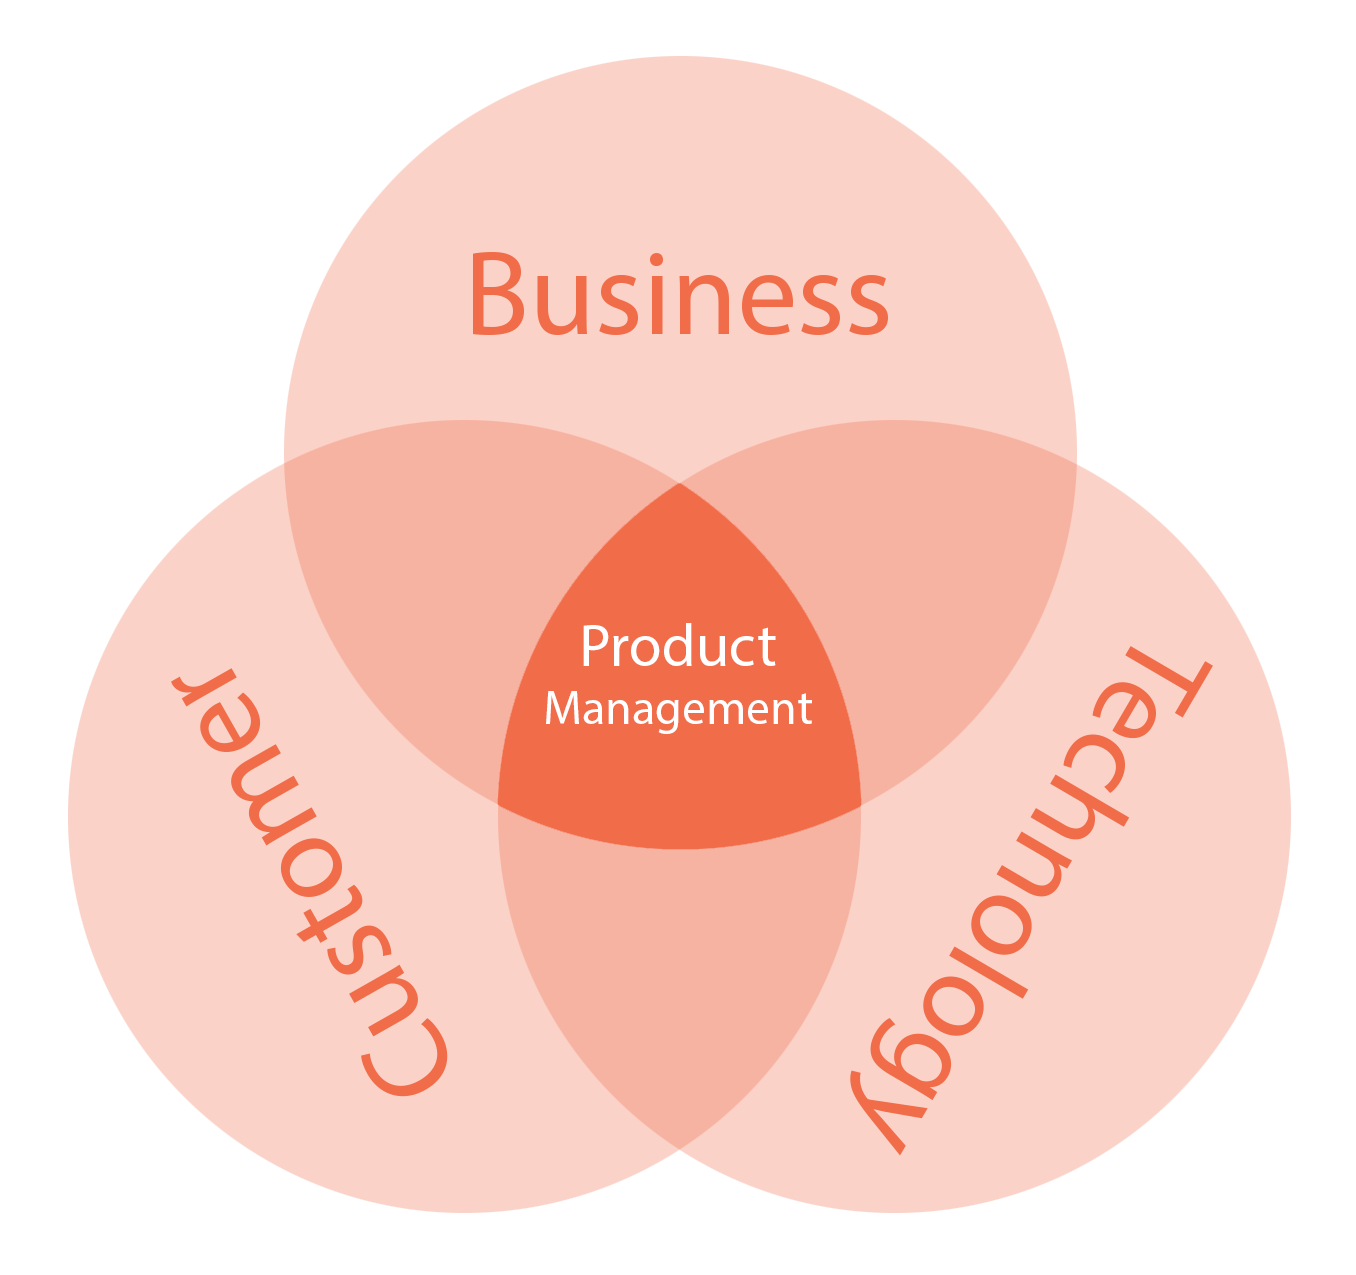 Business
Product
Management
Customer
Technology